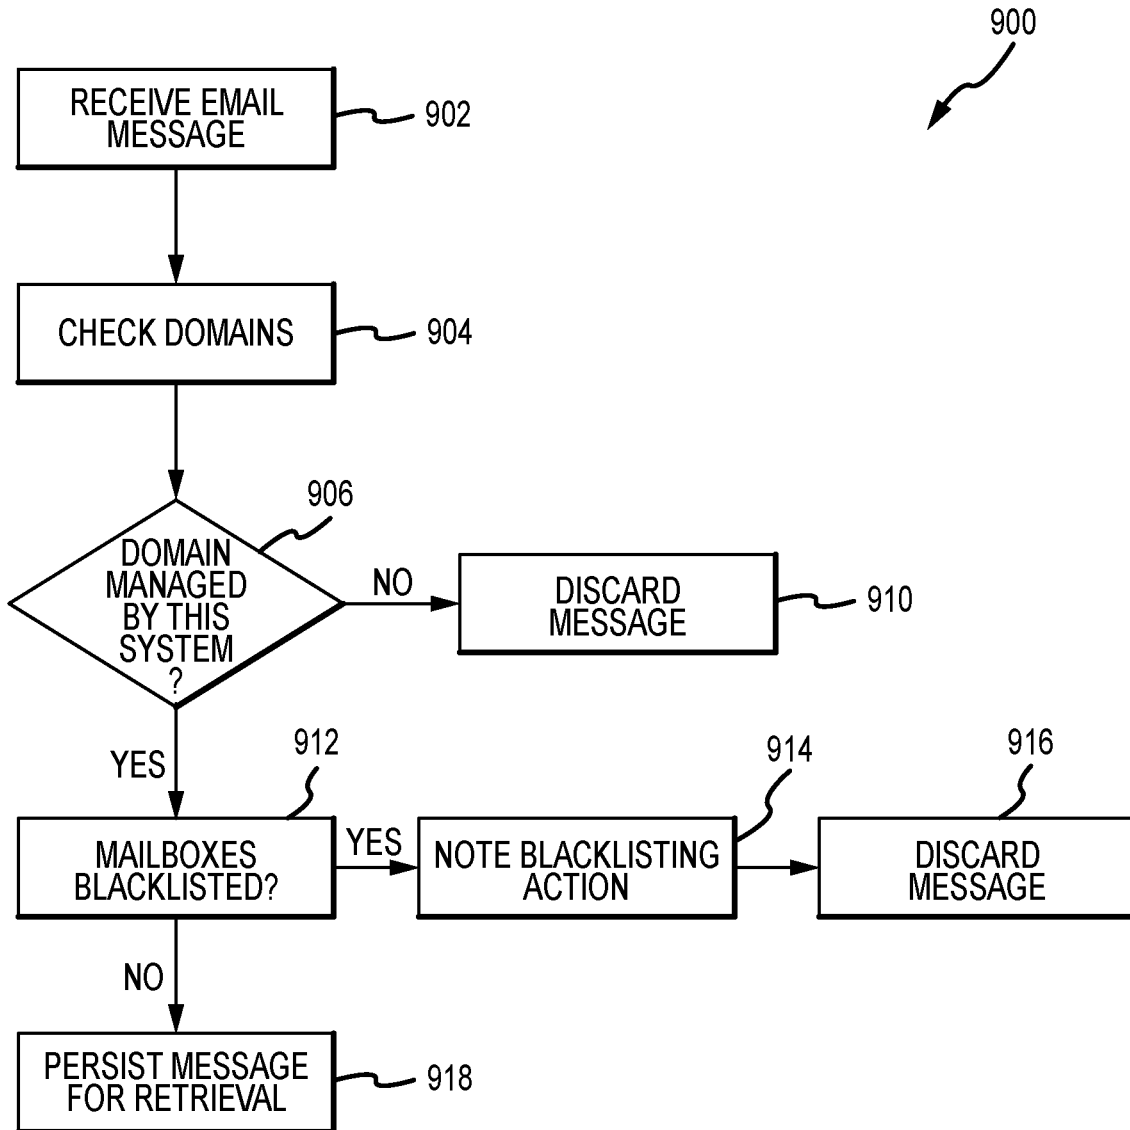 900
RECEIVE EMAIL
MESSAGE
902
CHECK DOMAINS
904
906
DOMAIN
MANAGED
BY THIS
SYSTEM
?
NO
DISCARD
MESSAGE
910
YES
912
MAILBOXES
BLACKLISTED?
YES
914
NOTE BLACKLISTING
ACTION
916
DISCARD
MESSAGE
NO
PERSIST MESSAGE
FOR RETRIEVAL
918